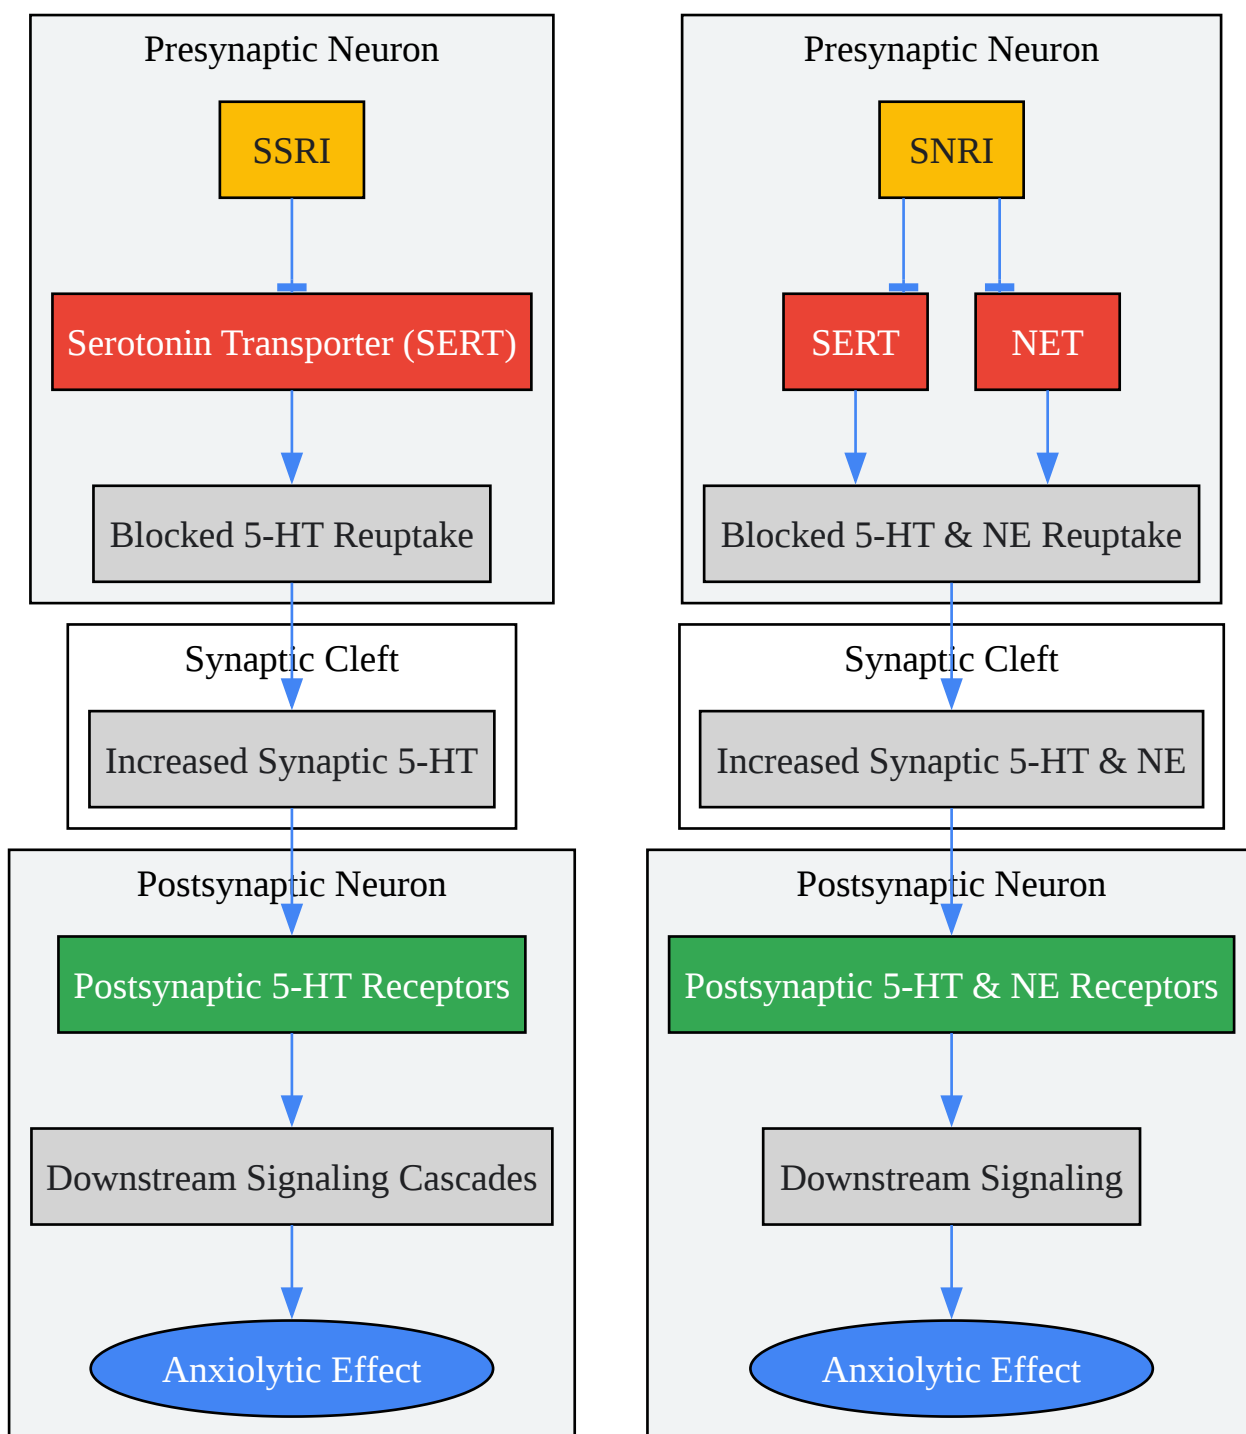 Presynaptic Neuron
SSRI
Serotonin Transporter (SERT)
Blocked 5-HT Reuptake
Synaptic Cleft
Increased Synaptic 5-HT
Postsynaptic Neuron
Postsynaptic 5-HT Receptors
Downstream Signaling Cascades
Anxiolytic Effect
Presynaptic Neuron
SNRI
SERT
NET
Blocked 5-HT & NE Reuptake
Synaptic Cleft
Increased Synaptic 5-HT & NE
Postsynaptic Neuron
Postsynaptic 5-HT & NE Receptors
Downstream Signaling
Anxiolytic Effect